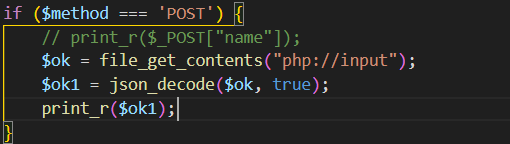 if ($method === 'POST') {
// print_r($_POST["name"]);
$ok = file_get_contents("php://input");
$ok1 = json_decode($ok, true);
print_r($ok1);
}